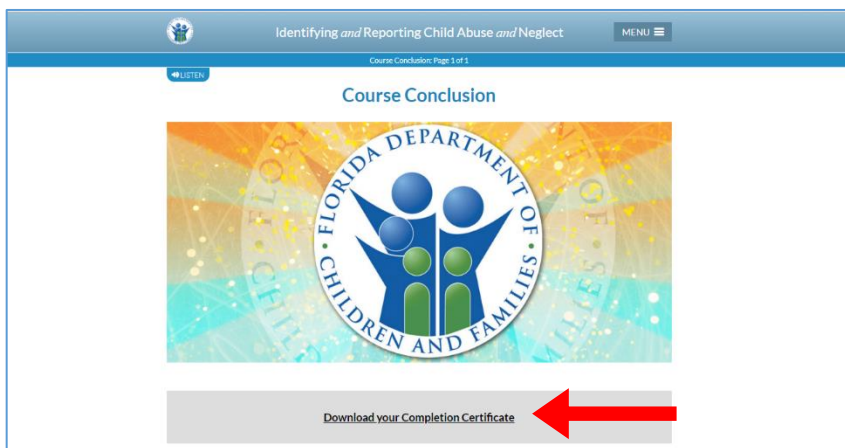 Identifying and Reporting Child Abuse and Neglect
MENU
Course Conclusion: Page 1 of 1
LISTEN
Course Conclusion
FLORIDA DEPARTMENT OF CHILDREN AND FAMILIES
Download your Completion Certificate